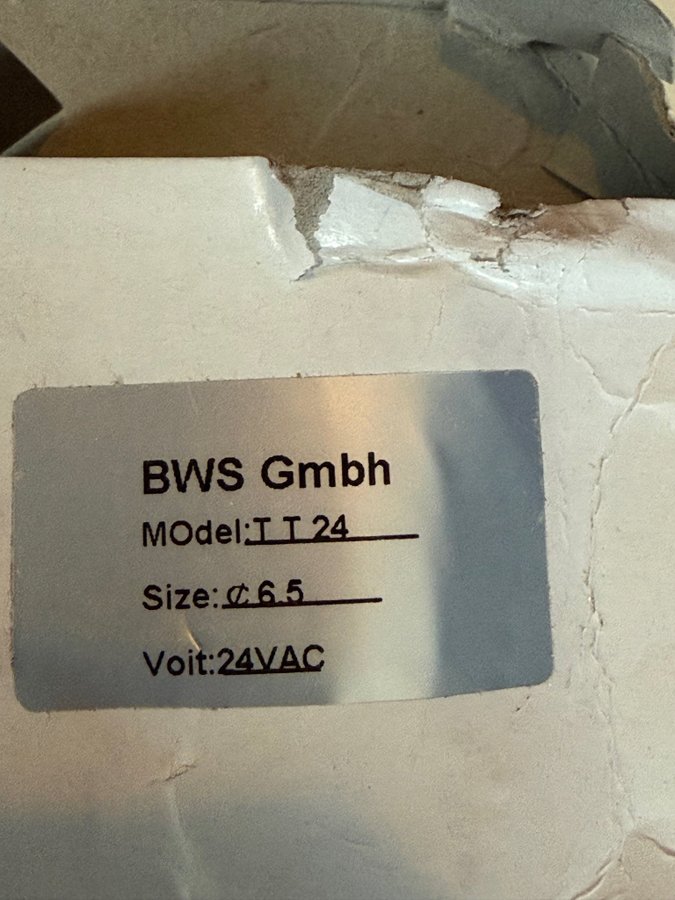 BWS Gmbh
MOdel:T T 24
Size:₡6.5
Voit:24VAC